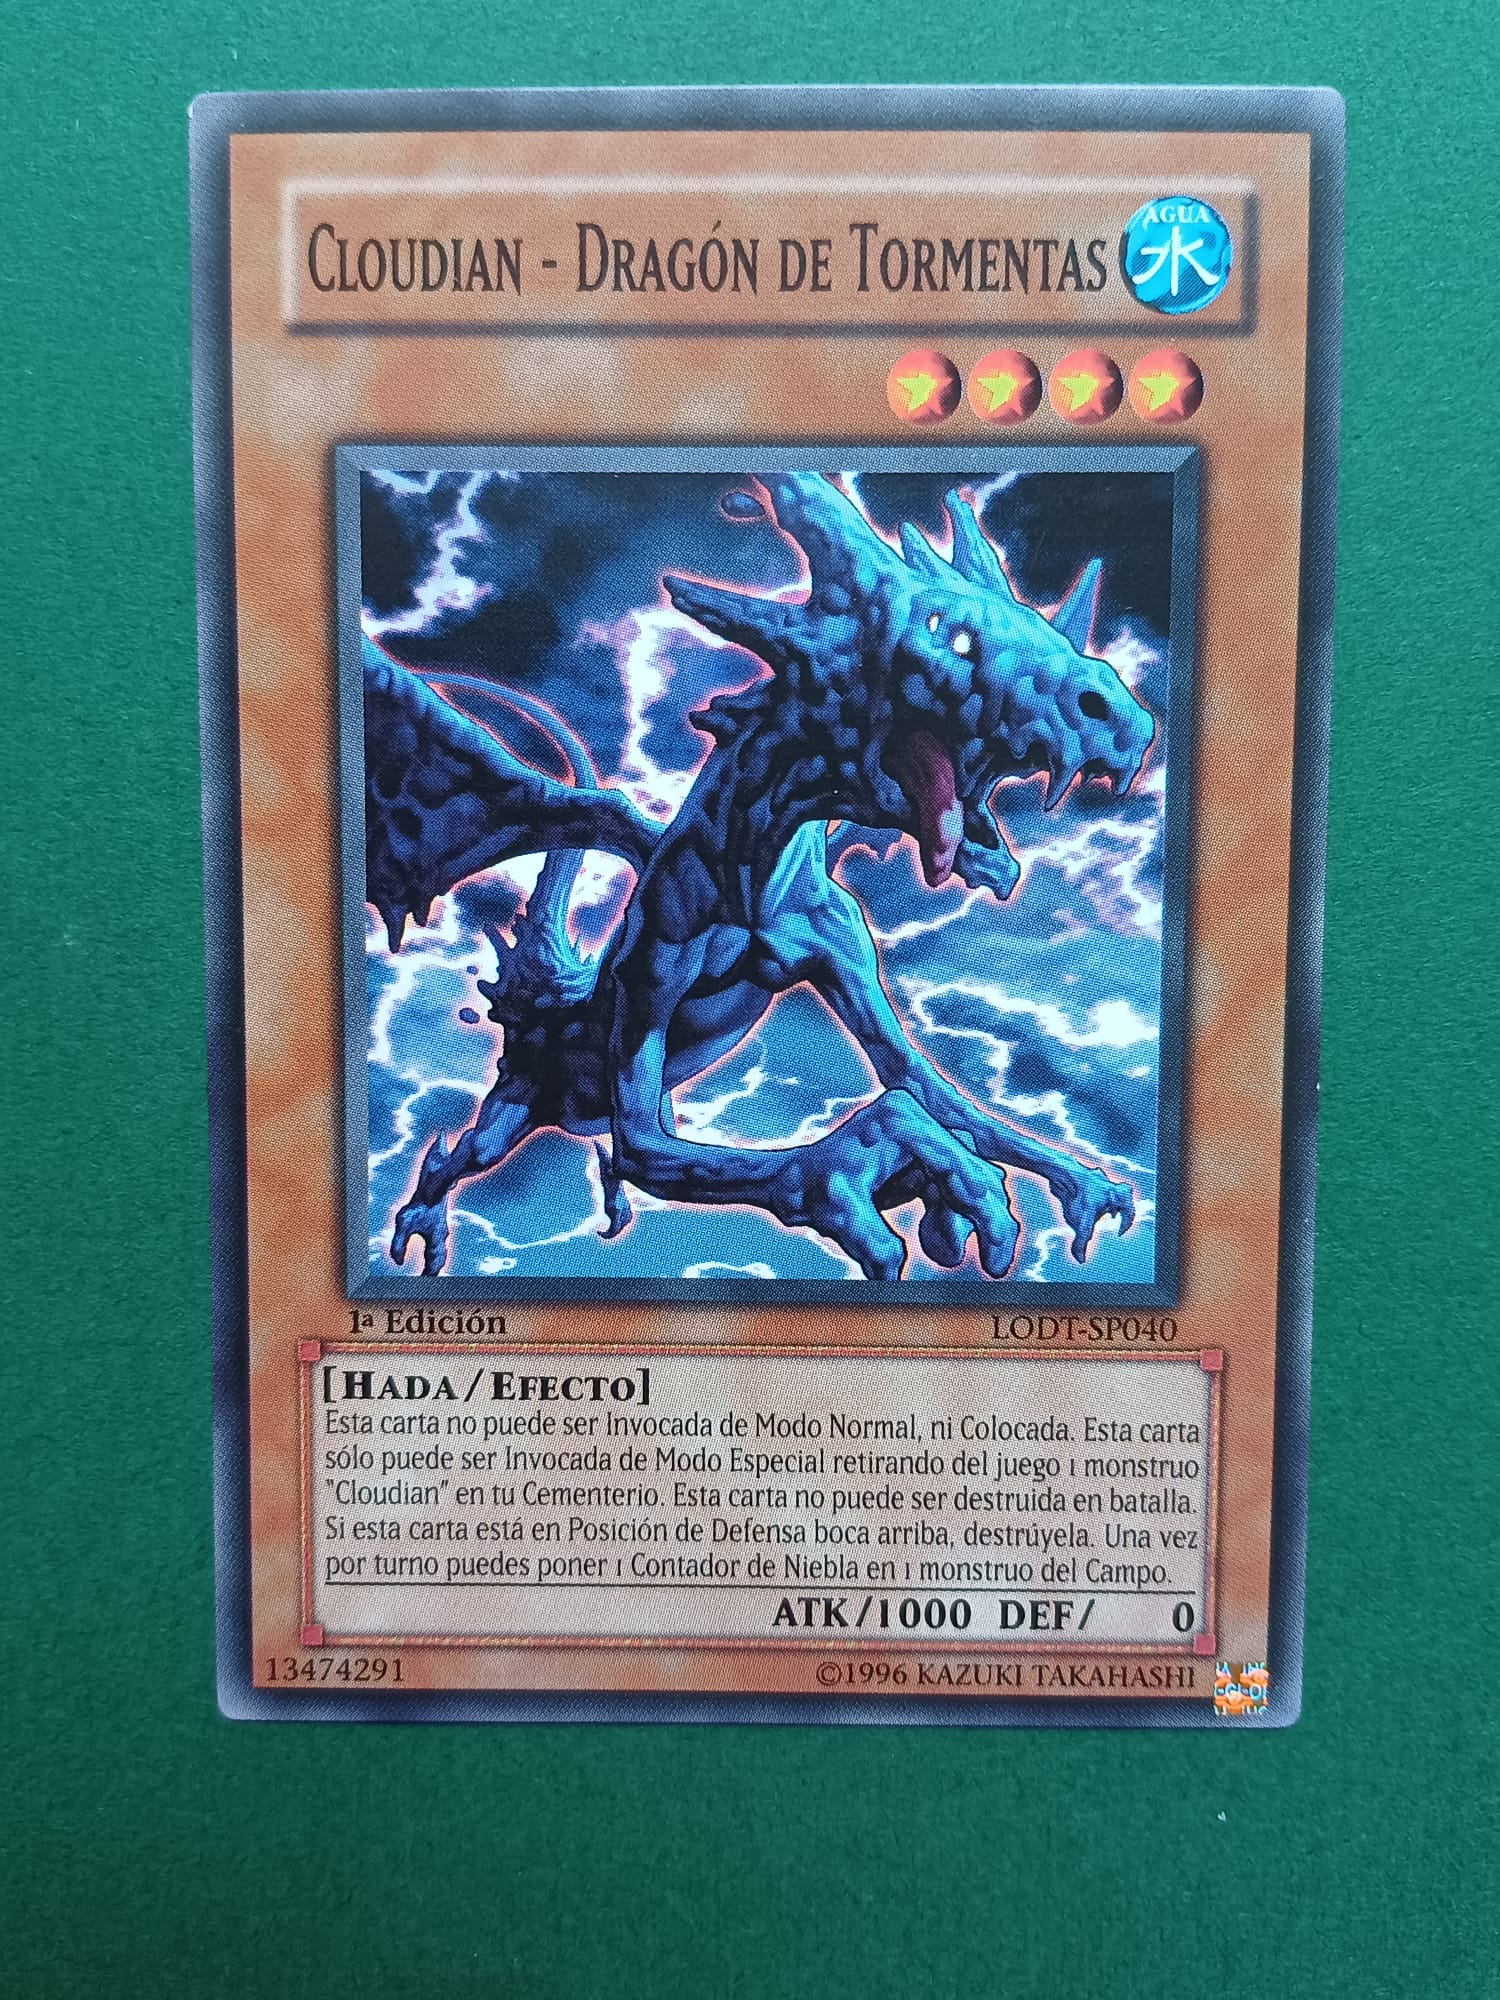 CLOUDIAN - DRAGÓN DE TORMENTAS
AGUA
水
1ª Edición
LODT-SP040
[HADA/EFECTO]
Esta carta no puede ser Invocada de Modo Normal, ni Colocada. Esta carta
sólo puede ser Invocada de Modo Especial retirando del juego 1 monstruo
"Cloudian" en tu Cementerio. Esta carta no puede ser destruida en batalla.
Si esta carta está en Posición de Defensa boca arriba, destrúyela. Una vez
por turno puedes poner 1 Contador de Niebla en 1 monstruo del Campo.
ATK/1000 DEF/ 0
13474291
©1996 KAZUKI TAKAHASHI